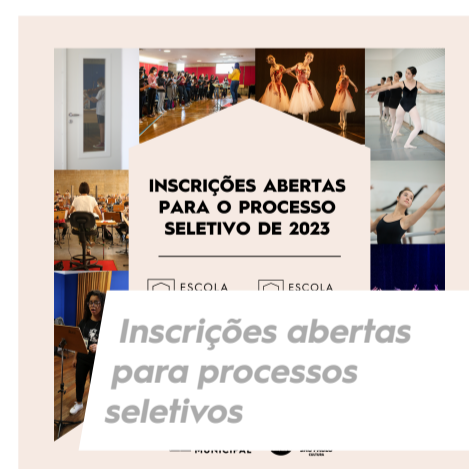 INSCRIÇÕES ABERTAS
PARA O PROCESSO
SELETIVO DE 2023
ESCOLA ESCOLA
Inscrições abertas
para processos
seletivos
MUNICIPAL